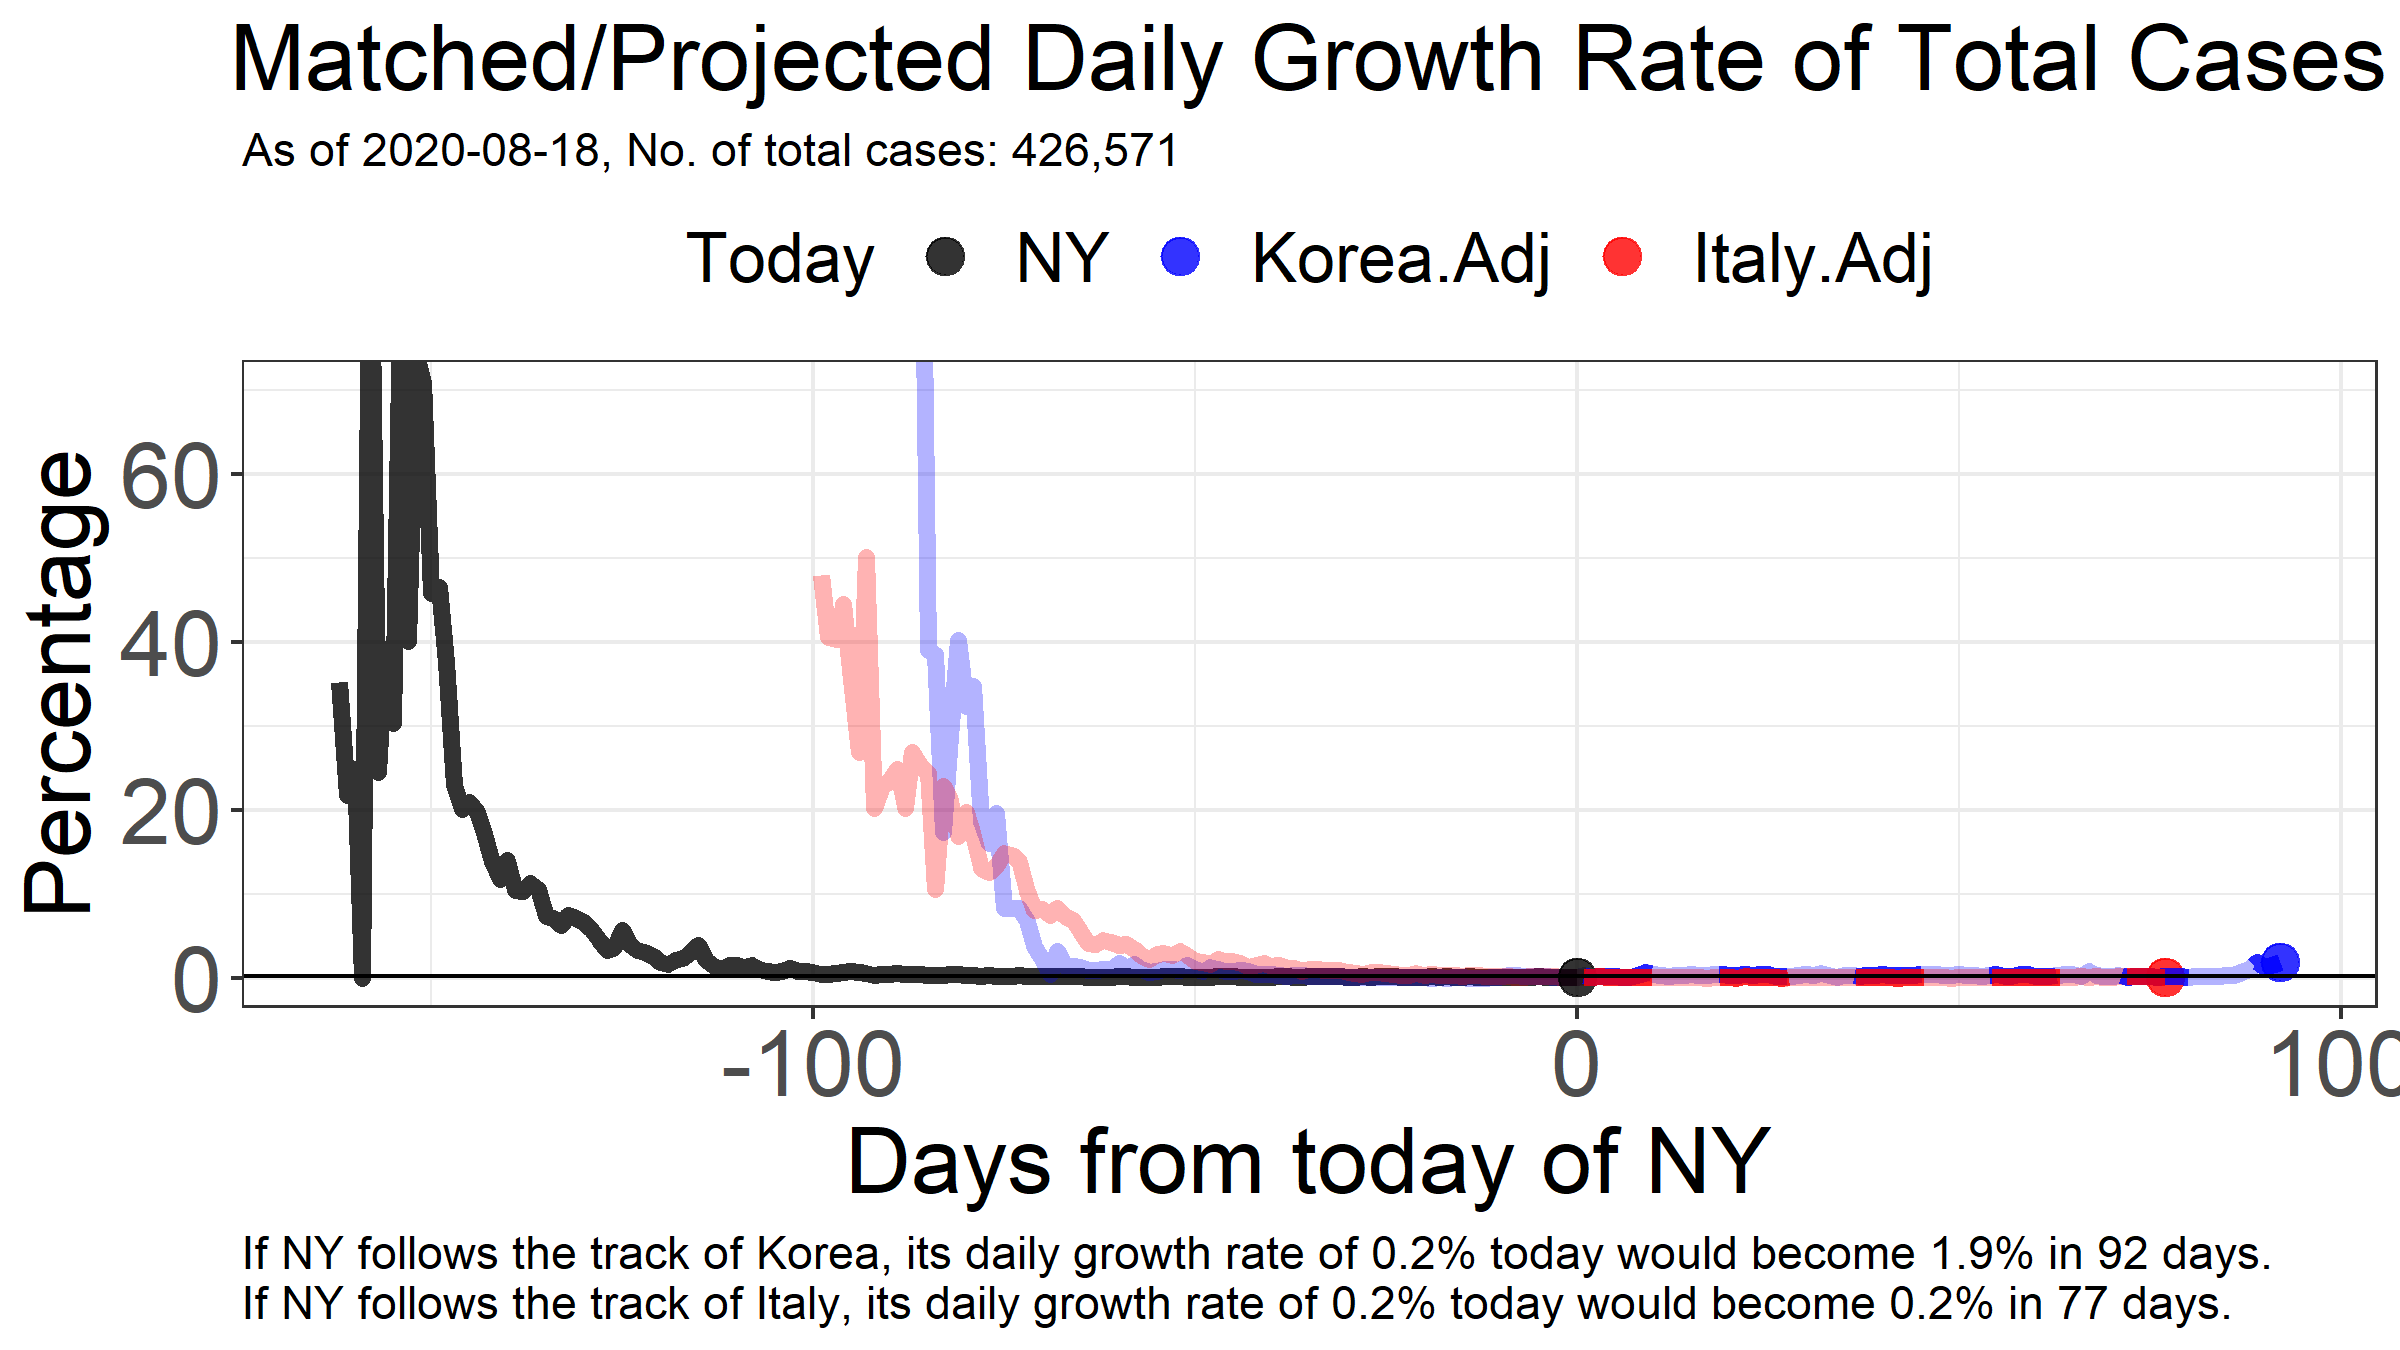 Matched/Projected Daily Growth Rate of Total Cases
As of 2020-08-18, No. of total cases: 426,571
Today NY Korea.Adj Italy.Adj
Percentage
60
40
20
0
-100 0 100
Days from today of NY
If NY follows the track of Korea, its daily growth rate of 0.2% today would become 1.9% in 92 days.
If NY follows the track of Italy, its daily growth rate of 0.2% today would become 0.2% in 77 days.